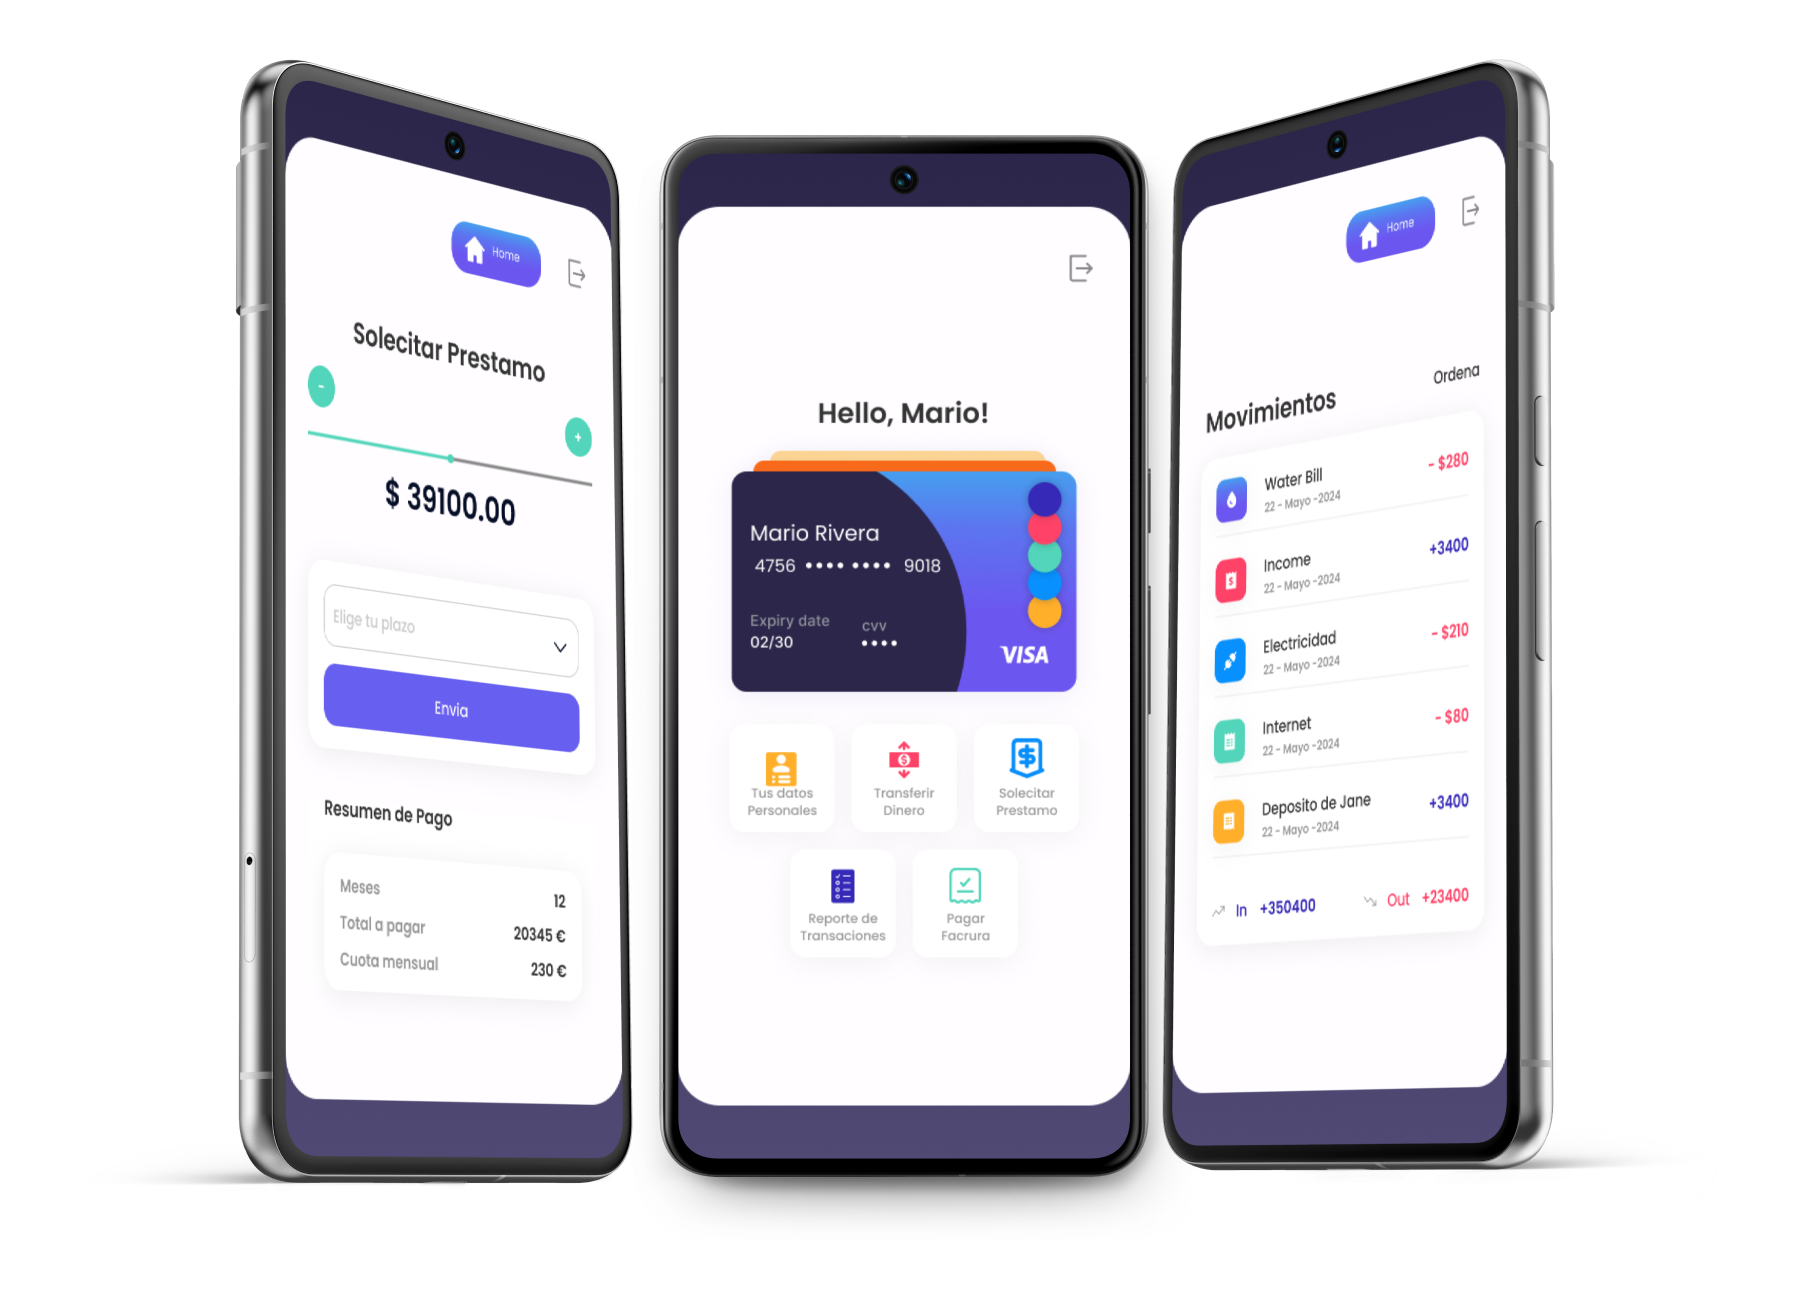 Home
Solecitar Prestamo
-
+
$ 39100.00
Elige tu plazo
Envia
Resumen de Pago
Meses 12
Total a pagar 20345 €
Cuota mensual 230 €
Hello, Mario!
Mario Rivera
4756 •••• •••• 9018
Expiry date cvv
02/30 ••••
VISA
Tus datos
Personales
Transferir
Dinero
Solecitar
Prestamo
Reporte de
Transaciones
Pagar
Facrura
Home
Ordena
Movimientos
Water Bill - $280
22 - Mayo -2024
Income +3400
22 - Mayo -2024
Electricidad - $210
22 - Mayo -2024
Internet - $80
22 - Mayo -2024
Deposito de Jane +3400
22 - Mayo -2024
In +350400 Out +23400